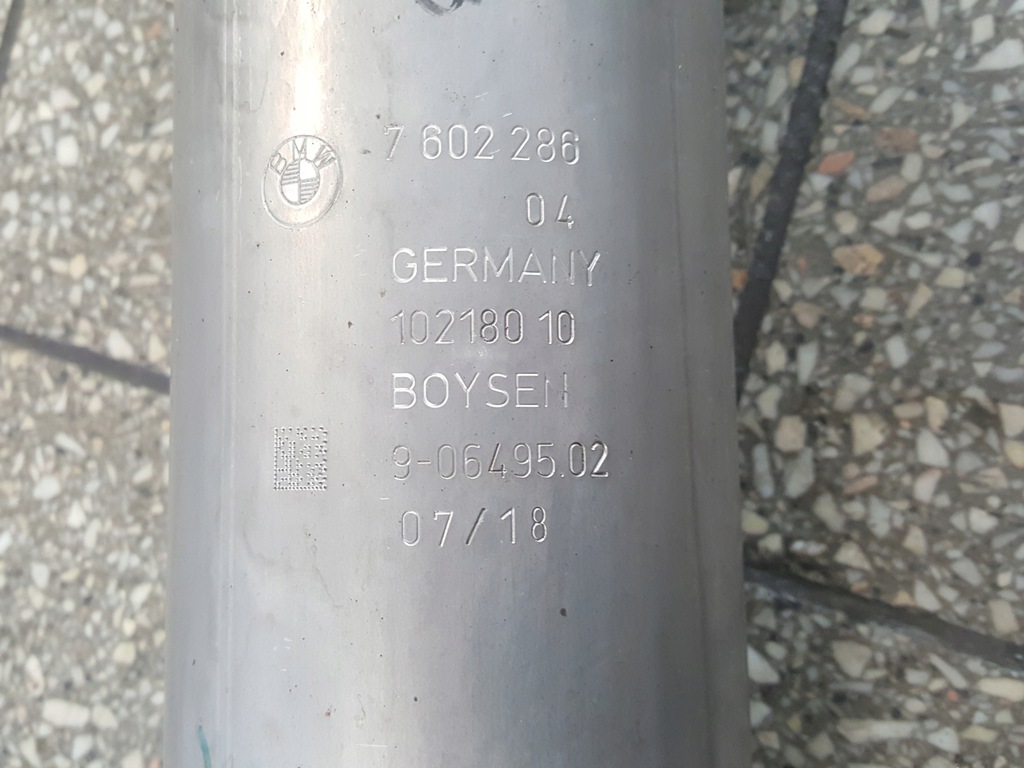 BMW
7 602 286
04
GERMANY
102180 10
BOYSEN
9-06495.02
07/18